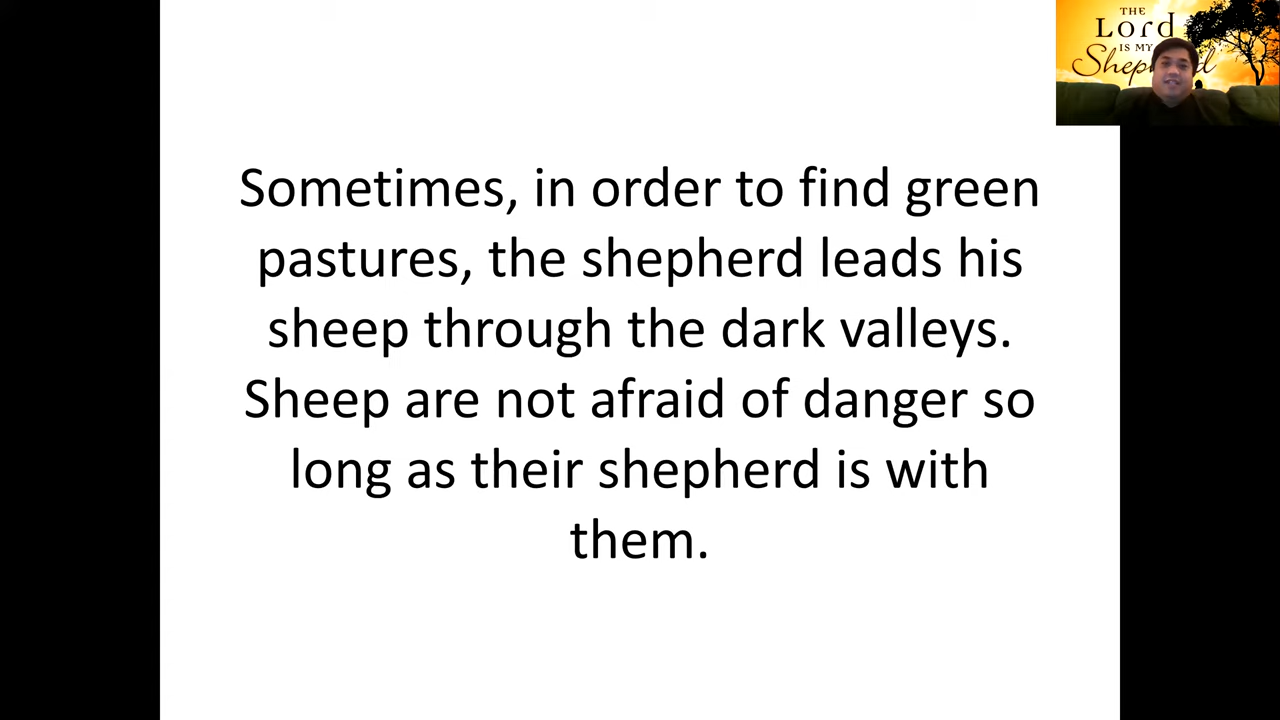 THE
Lord
IS MY
Sometimes, in order to find green
pastures, the shepherd leads his
sheep through the dark valleys.
Sheep are not afraid of danger so
long as their shepherd is with
them.